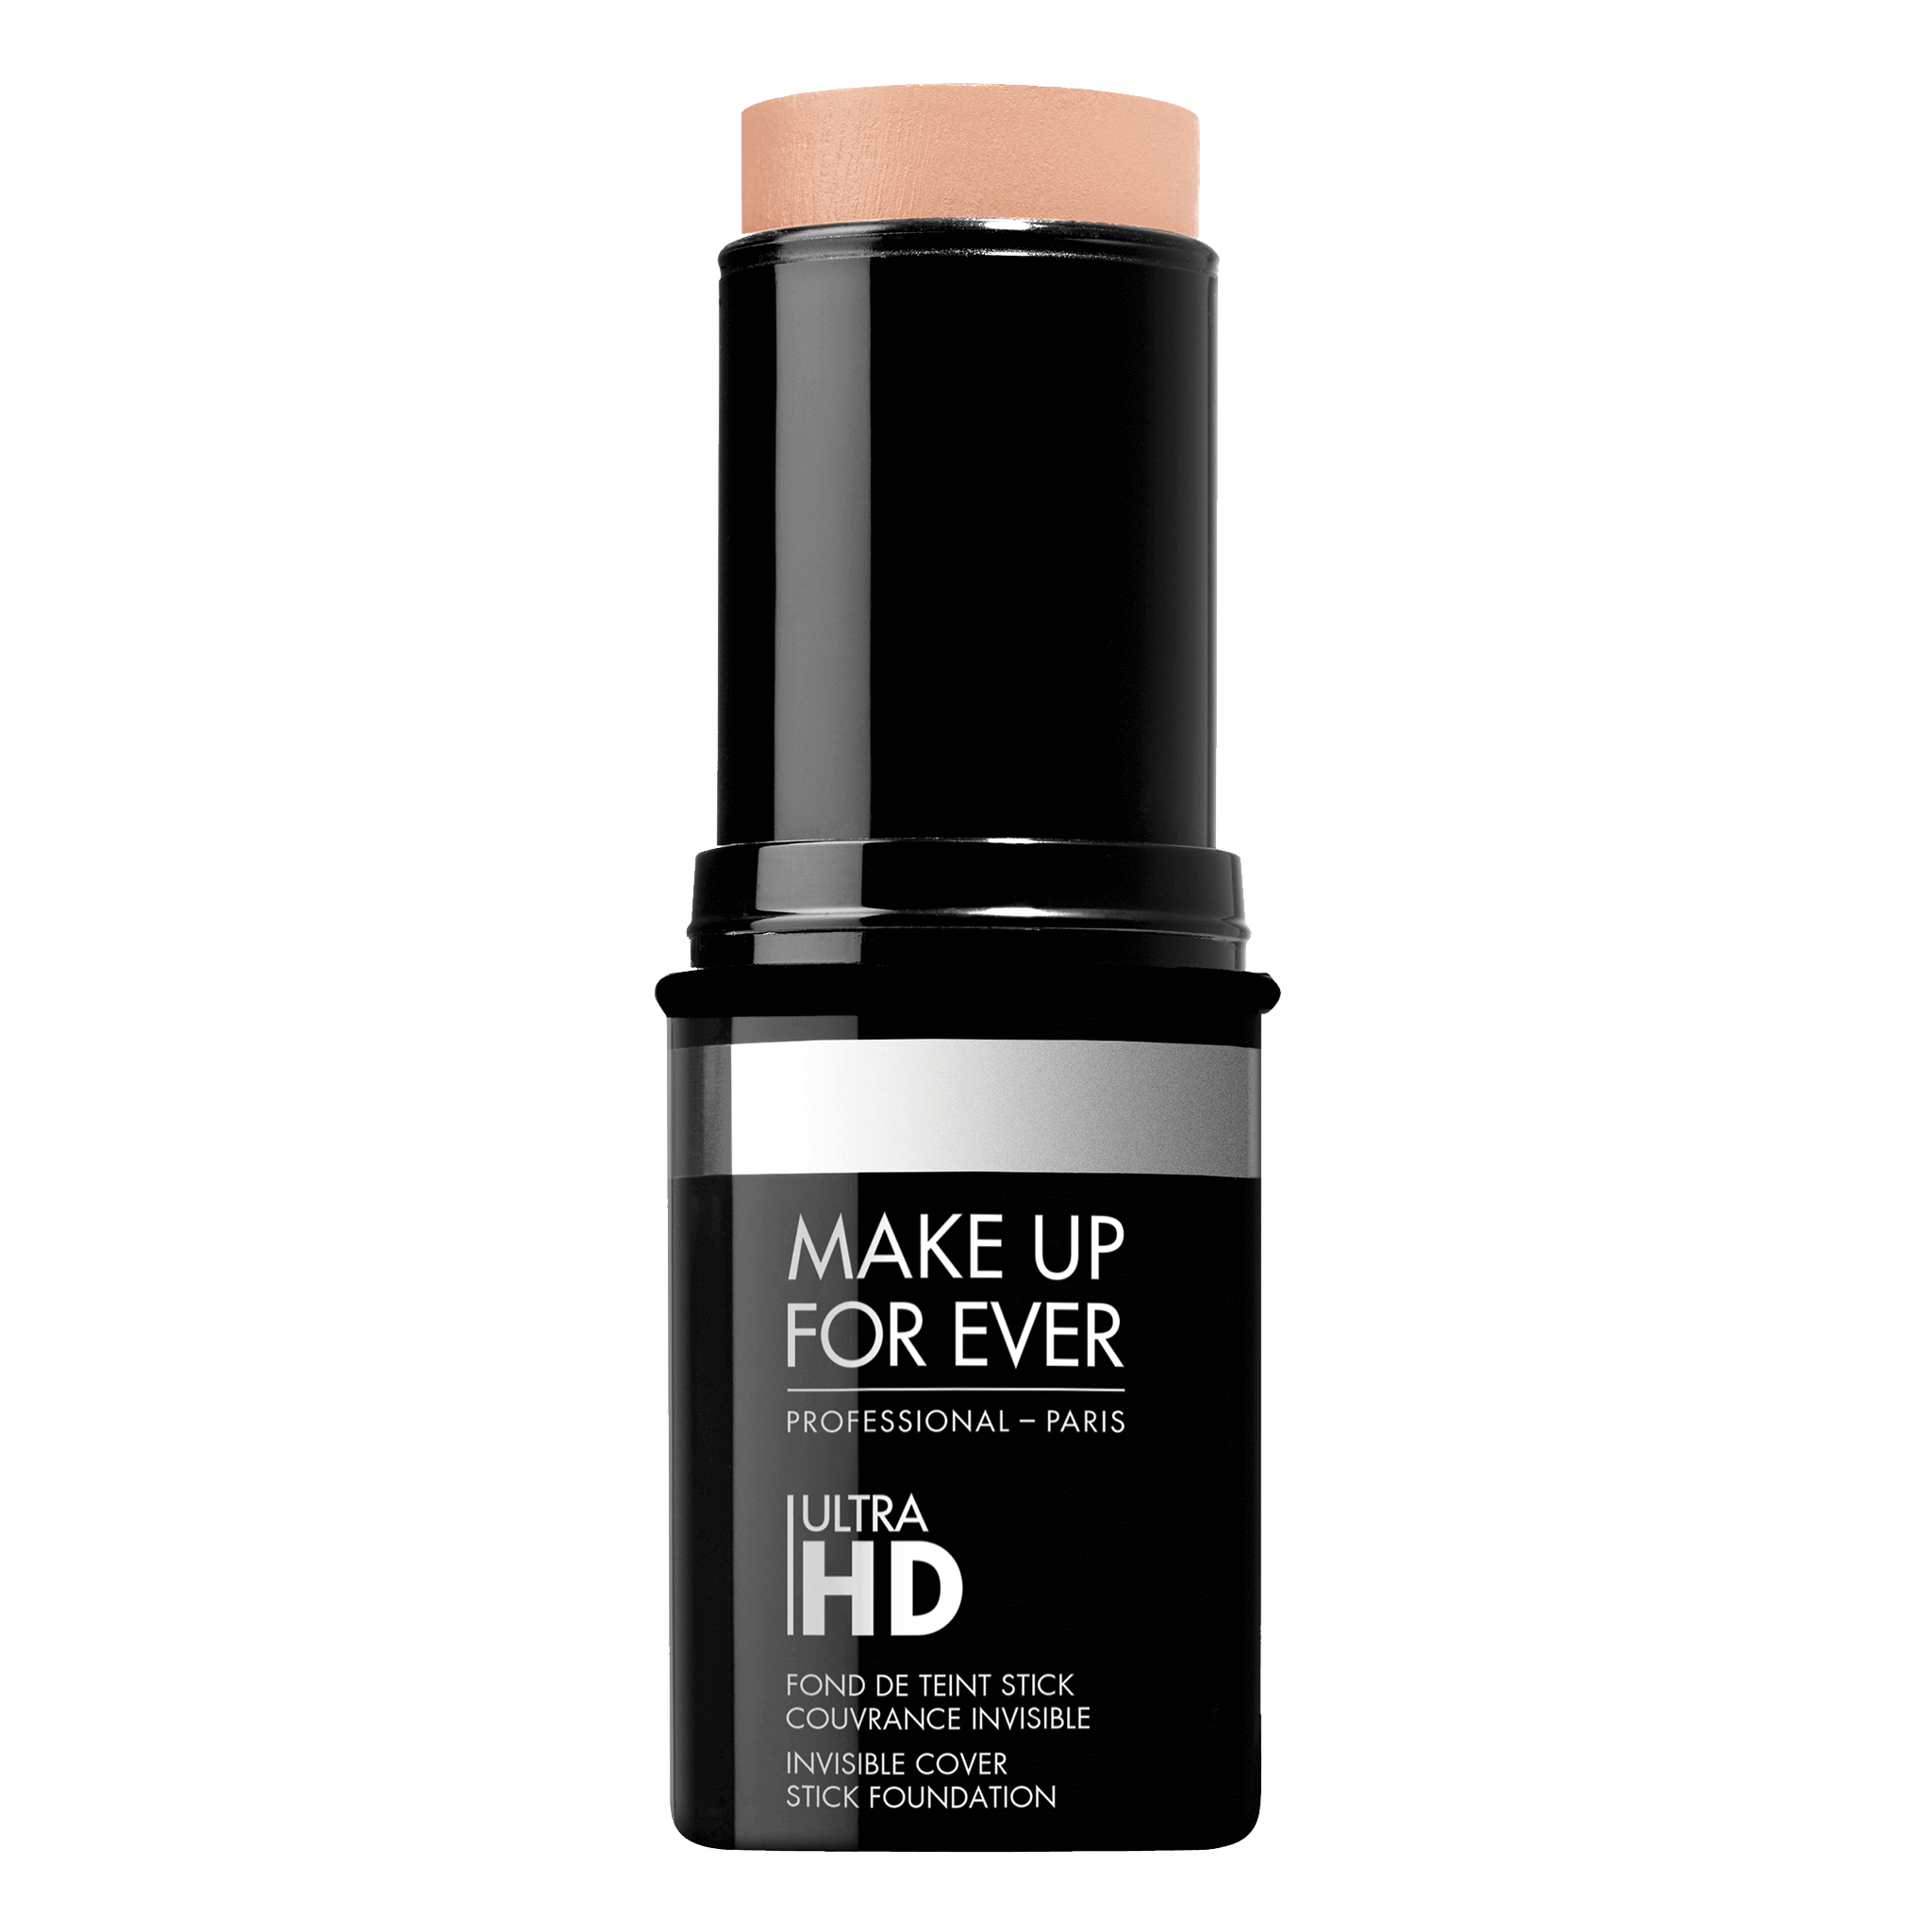 MAKE UP
FOR EVER
PROFESSIONAL – PARIS
ULTRA
HD
FOND DE TEINT STICK
COUVRANCE INVISIBLE
INVISIBLE COVER
STICK FOUNDATION